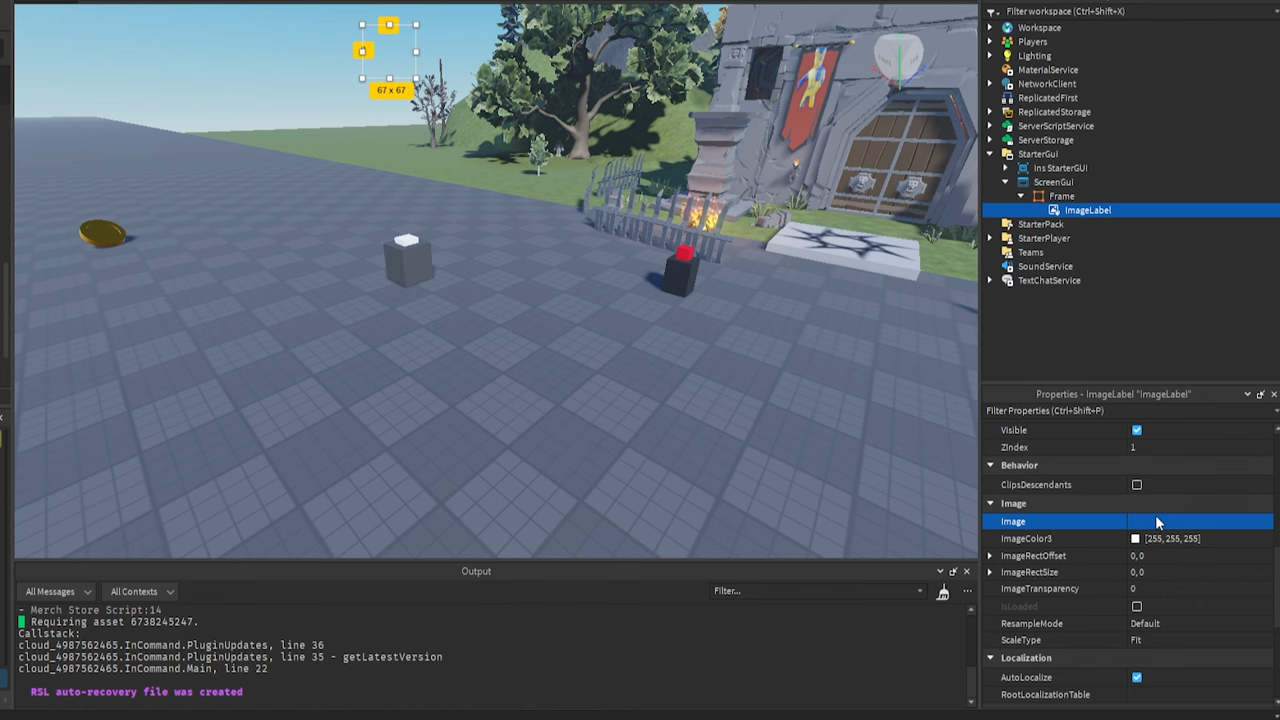 67 x 67
Filter workspace (Ctrl+Shift+X)
Workspace
Players
Lighting
MaterialService
NetworkClient
ReplicatedFirst
ReplicatedStorage
ServerScriptService
ServerStorage
StarterGui
Ins StarterGUI
ScreenGui
Frame
ImageLabel
StarterPack
StarterPlayer
Teams
SoundService
TextChatService
Properties - ImageLabel "ImageLabel"
Filter Properties (Ctrl+Shift+P)
Visible
ZIndex 1
Behavior
ClipsDescendants
Image
Image
ImageColor3 [255, 255, 255]
ImageRectOffset 0, 0
ImageRectSize 0, 0
ImageTransparency 0
IsLoaded
ResampleMode Default
ScaleType Fit
Localization
AutoLocalize
RootLocalizationTable
Output
All Messages All Contexts Filter...
- Merch Store Script:14
Requiring asset 6738245247.
Callstack:
cloud_4987562465.InCommand.PluginUpdates, line 36
cloud_4987562465.InCommand.PluginUpdates, line 35 - getLatestVersion
cloud_4987562465.InCommand.Main, line 22
RSL auto-recovery file was created